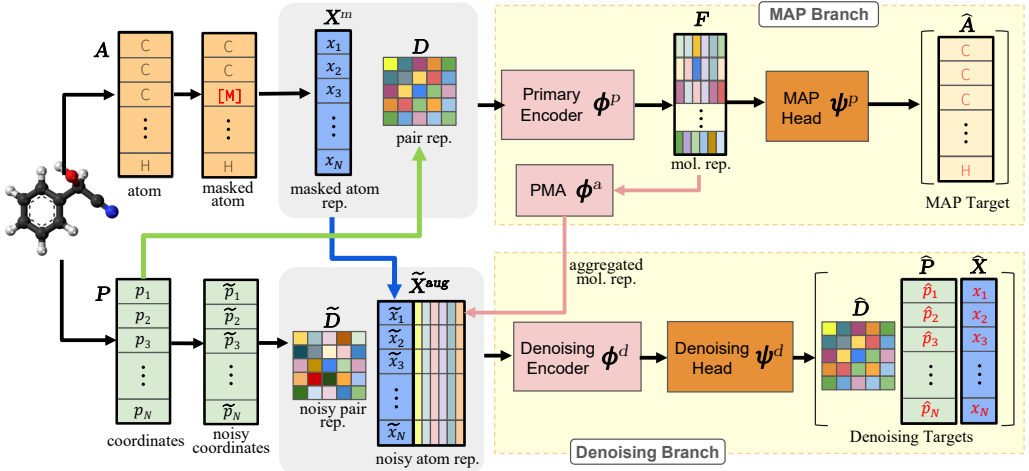 A
C
C
C
⋮
H
atom
C
C
[M]
⋮
H
masked
atom
X^m
x_1
x_2
x_3
⋮
x_N
masked atom
rep.
D
pair rep.
MAP Branch
Primary
Encoder ϕ^p
F
⋮
mol. rep.
MAP
Head ψ^p
Â
C
C
C
⋮
H
MAP Target
PMA ϕ^a
aggregated
mol. rep.
P
p_1
p_2
p_3
⋮
p_N
coordinates
p̃_1
p̃_2
p̃_3
⋮
p̃_N
noisy
coordinates
D̃
noisy pair
rep.
X̃^aug
x̃_1
x̃_2
x̃_3
⋮
x̃_N
noisy atom rep.
Denoising
Encoder ϕ^d
Denoising
Head ψ^d
D̂
P̂
p̂_1
p̂_2
p̂_3
⋮
p̂_N
X̂
x_1
x_2
x_3
⋮
x_N
Denoising Targets
Denoising Branch